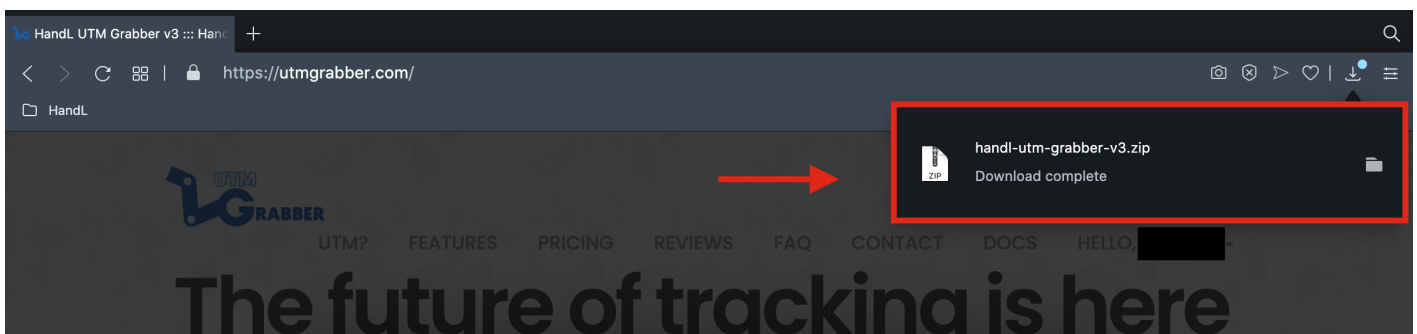 HandL UTM Grabber v3 ::: Hand
https://utmgrabber.com/
HandL
handl-utm-grabber-v3.zip
ZIP
Download complete
UTM
GRABBER
UTM? FEATURES PRICING REVIEWS FAQ CONTACT DOCS HELLO,
The future of tracking is here